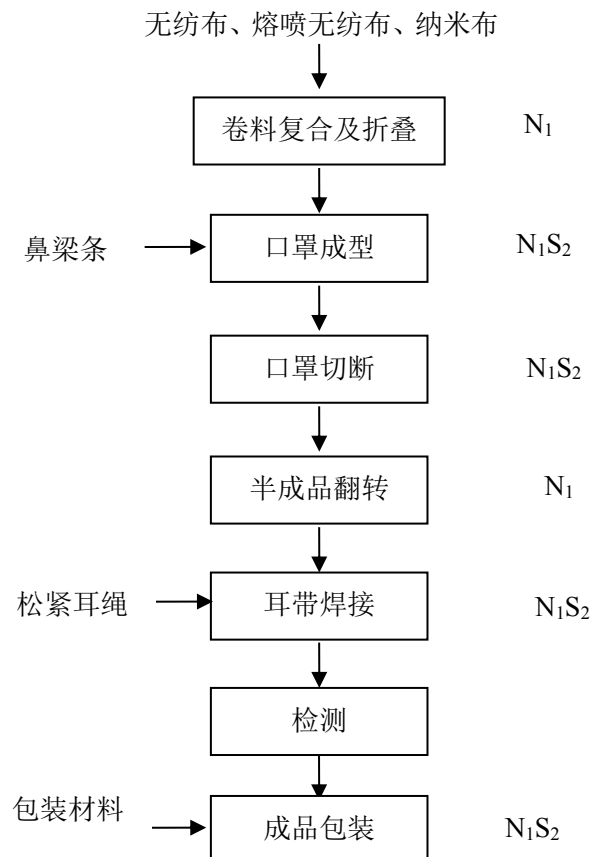 无纺布、熔喷无纺布、纳米布
卷料复合及折叠
N₁
鼻梁条
口罩成型
N₁S₂
口罩切断
N₁S₂
半成品翻转
N₁
松紧耳绳
耳带焊接
N₁S₂
检测
包装材料
成品包装
N₁S₂